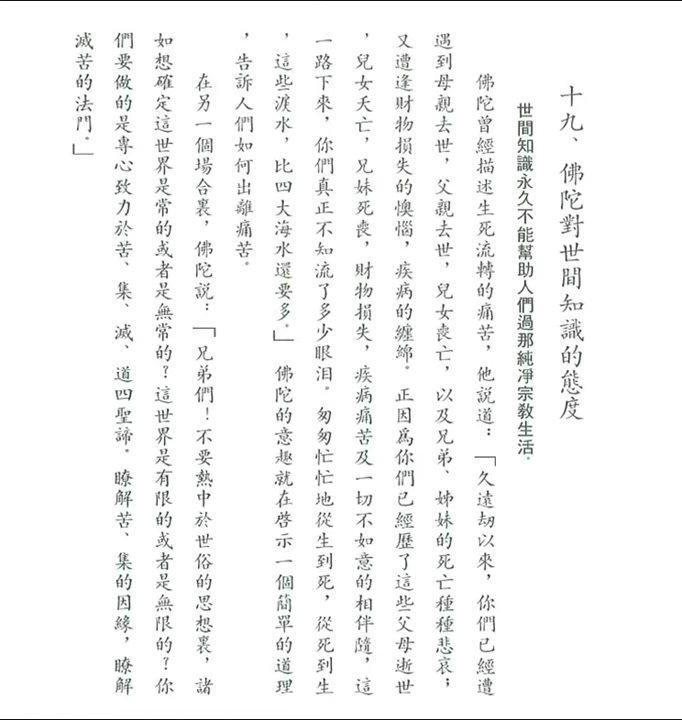 十九、佛陀對世間知識的態度
世間知識永久不能幫助人們過那純淨宗教生活。
佛陀曾經描述生死流轉的痛苦，他說道：「久遠劫以來，你們已經遭
遇到母親去世，父親去世，兒女喪亡，以及兄弟、姊妹的死亡種種悲哀；
又遭逢財物損失的懊惱，疾病的纏綿。正因為你們已經歷了這些父母逝世
，兒女夭亡，兄妹死喪，財物損失，疾病痛苦及一切不如意的相伴隨，這
一路下來，你們真正不知流了多少眼泪。匆匆忙忙地從生到死，從死到生
，這些淚水，比四大海水還要多。」佛陀的意趣就在啓示一個簡單的道理
，告訴人們如何出離痛苦。
在另一個場合裏，佛陀說：「兄弟們！不要熱中於世俗的思想裏，諸
如想確定這世界是常的或者是無常的？這世界是有限的或者是無限的？你
們要做的是專心致力於苦、集、滅、道四聖諦。瞭解苦、集的因緣，瞭解
滅苦的法門。」